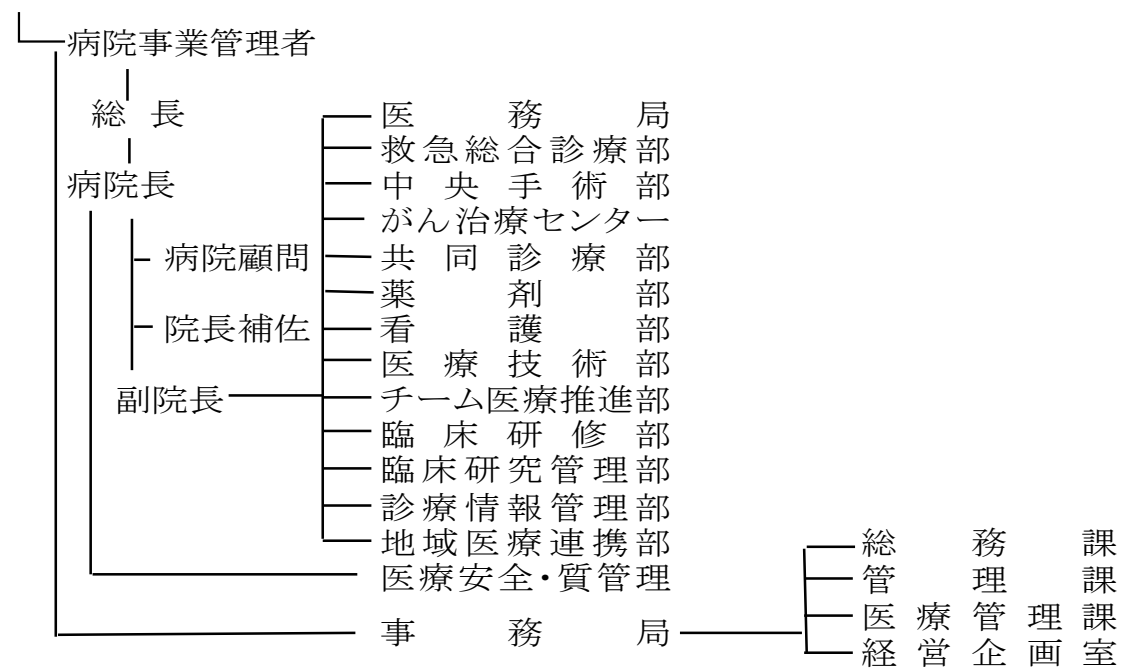 病院事業管理者
総長
医務局
救急総合診療部
病院長
中央手術部
がん治療センター
病院顧問
共同診療部
薬剤部
院長補佐
看護部
医療技術部
副院長
チーム医療推進部
臨床研修部
臨床研究管理部
診療情報管理部
地域医療連携部
総務課
医療安全・質管理
管理課
医療管理課
事務局
経営企画室